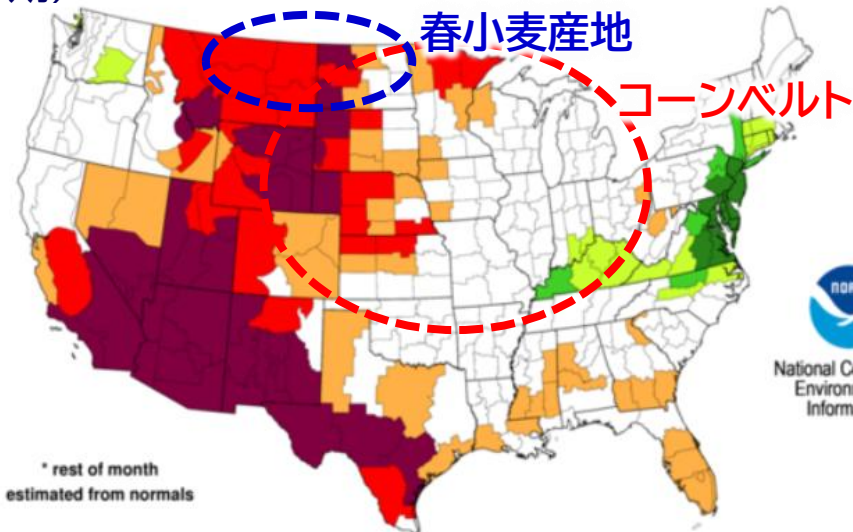 春小麦産地
コーンベルト
National
Environ
Inform
* rest of month
estimated from normals